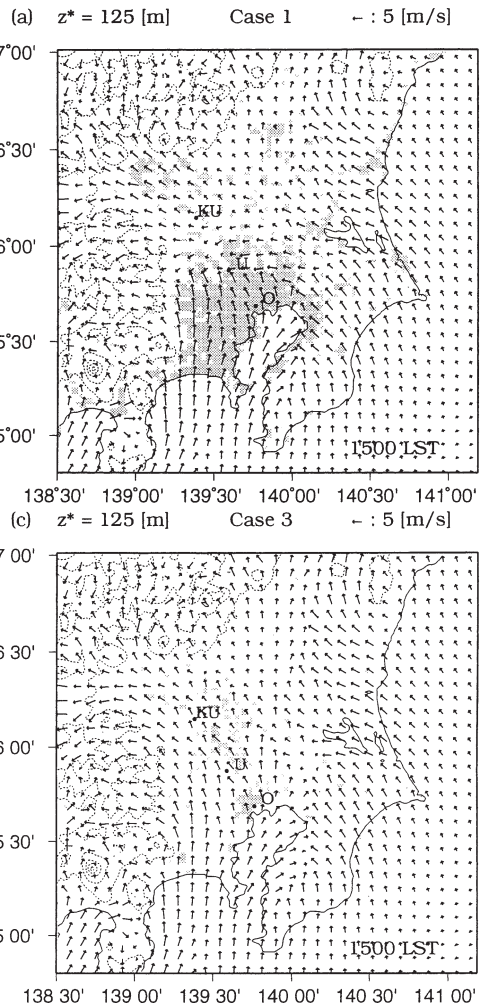 (a) z* = 125 [m] Case 1 ← : 5 [m/s]
7°00'
6°30'
KU
6°00'
U
O
5°30'
5°00'
1500 LST
138°30' 139°00' 139°30' 140°00' 140°30' 141°00'
(c) z* = 125 [m] Case 3 ← : 5 [m/s]
7 00'
6 30'
KU
6 00'
U
O
5 30'
5 00'
1500 LST
138 30' 139 00' 139 30' 140 00' 140 30' 141 00'